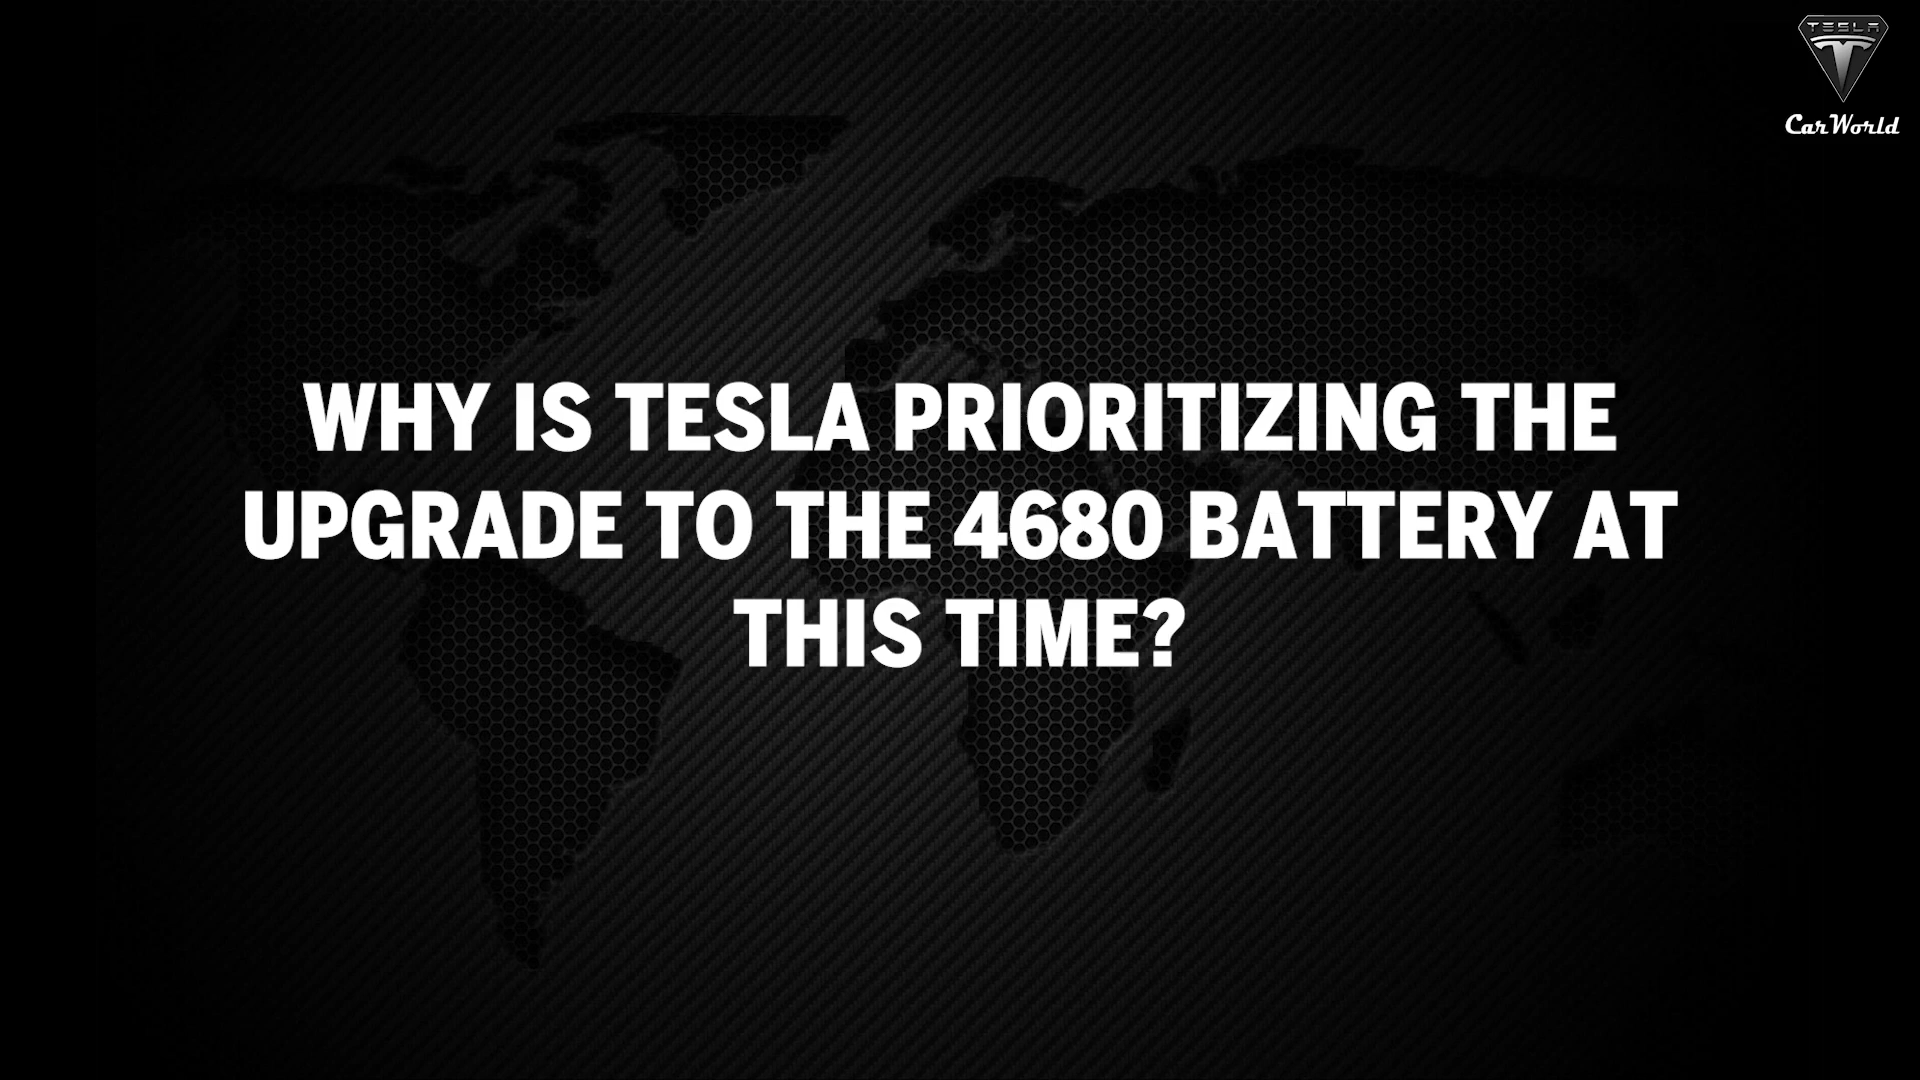 TESLA
CarWorld
WHY IS TESLA PRIORITIZING THE
UPGRADE TO THE 4680 BATTERY AT
THIS TIME?